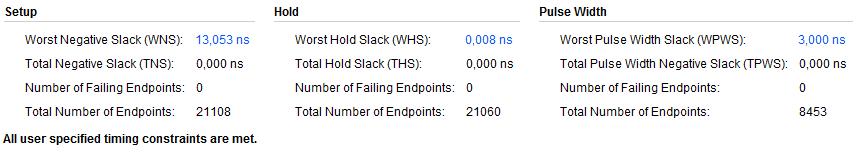 Setup Hold Pulse Width
Worst Negative Slack (WNS): 13,053 ns Worst Hold Slack (WHS): 0,008 ns Worst Pulse Width Slack (WPWS): 3,000 ns
Total Negative Slack (TNS): 0,000 ns Total Hold Slack (THS): 0,000 ns Total Pulse Width Negative Slack (TPWS): 0,000 ns
Number of Failing Endpoints: 0 Number of Failing Endpoints: 0 Number of Failing Endpoints: 0
Total Number of Endpoints: 21108 Total Number of Endpoints: 21060 Total Number of Endpoints: 8453
All user specified timing constraints are met.